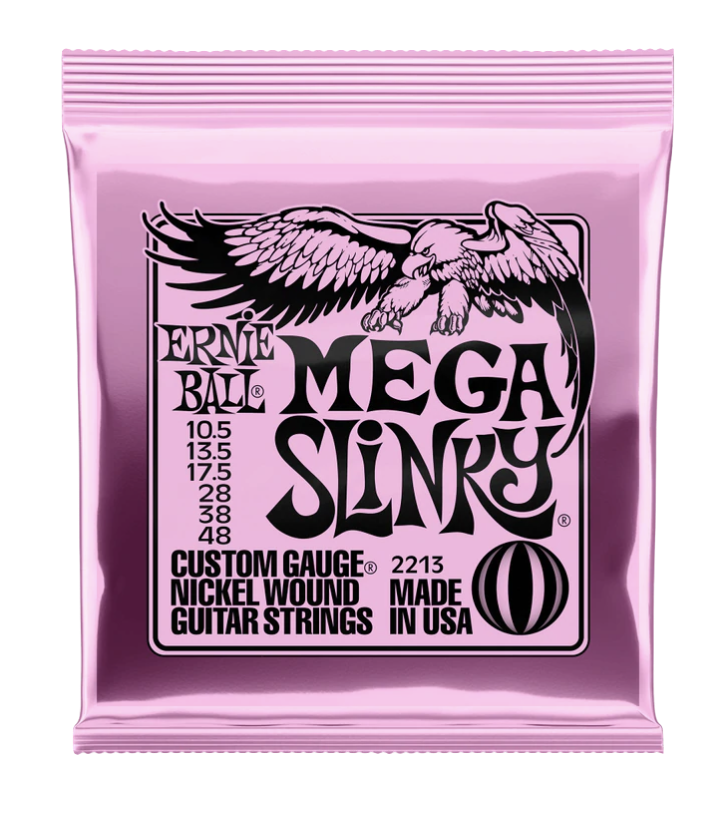 ERNIE
BALL®
MEGA
SLINKY®
10.5
13.5
17.5
28
38
48
CUSTOM GAUGE®
NICKEL WOUND
GUITAR STRINGS
2213
MADE
IN USA